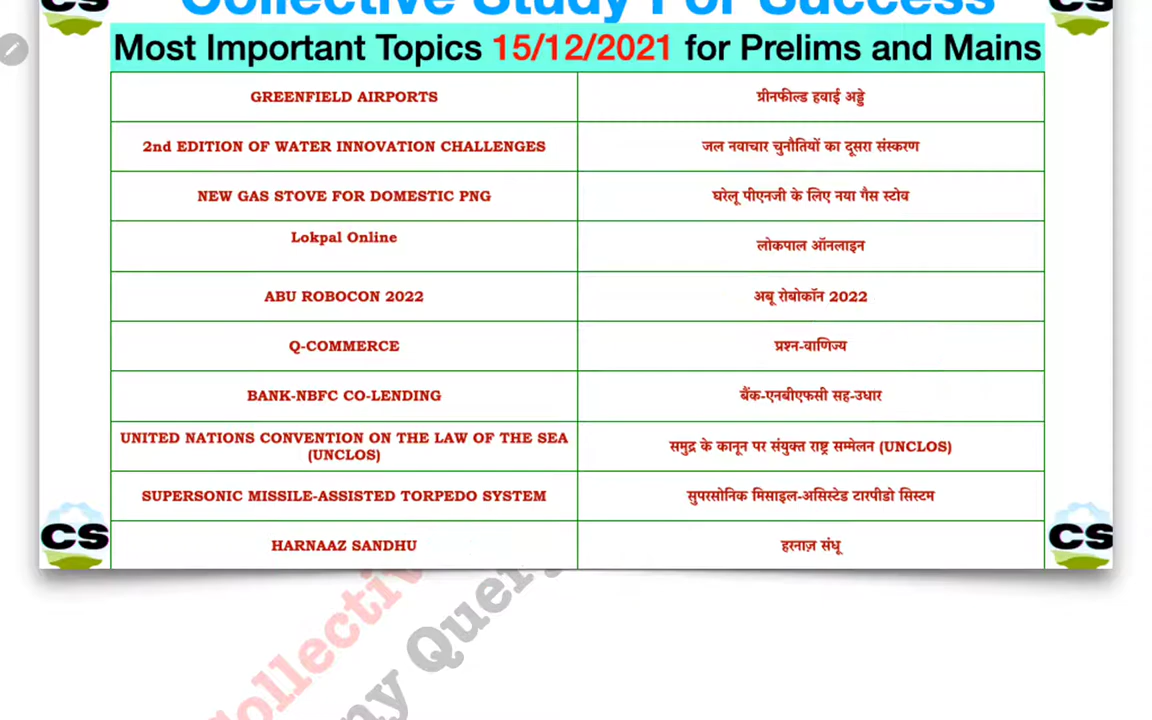 CS
Collective Study For Success
CS
Most Important Topics 15/12/2021 for Prelims and Mains
GREENFIELD AIRPORTS
ग्रीनफील्ड हवाई अड्डे
2nd EDITION OF WATER INNOVATION CHALLENGES
जल नवाचार चुनौतियों का दूसरा संस्करण
NEW GAS STOVE FOR DOMESTIC PNG
घरेलू पीएनजी के लिए नया गैस स्टोव
Lokpal Online
लोकपाल ऑनलाइन
ABU ROBOCON 2022
अबू रोबोकॉन 2022
Q-COMMERCE
प्रश्न-वाणिज्य
BANK-NBFC CO-LENDING
बैंक-एनबीएफसी सह-उधार
UNITED NATIONS CONVENTION ON THE LAW OF THE SEA
(UNCLOS)
समुद्र के कानून पर संयुक्त राष्ट्र सम्मेलन (UNCLOS)
SUPERSONIC MISSILE-ASSISTED TORPEDO SYSTEM
सुपरसोनिक मिसाइल-असिस्टेड टारपीडो सिस्टम
CS
HARNAAZ SANDHU
हरनाज़ संधू
CS